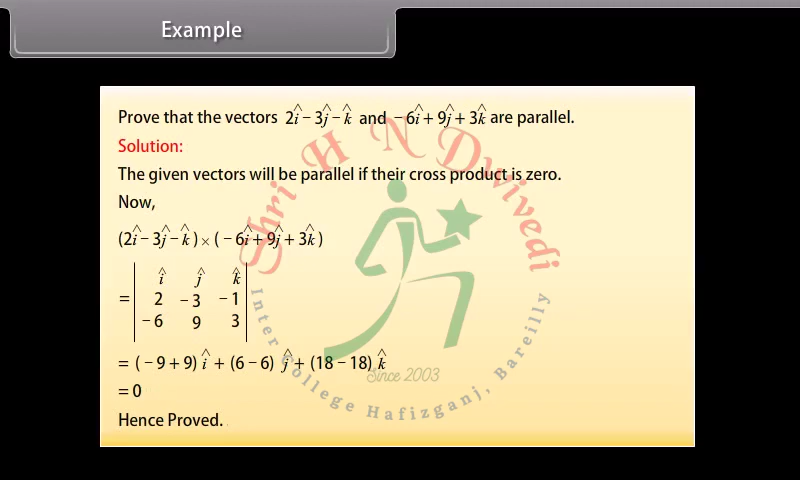 Example
Prove that the vectors 2î − 3ĵ − k̂ and − 6î + 9ĵ + 3k̂ are parallel.
Solution:
The given vectors will be parallel if their cross product is zero.
Now,
(2î − 3ĵ − k̂ ) × ( − 6î + 9ĵ + 3k̂ )
= | î ĵ k̂ |
| 2 − 3 − 1 |
| − 6 9 3 |
= ( − 9 + 9) î + (6 − 6) ĵ + (18 − 18) k̂
= 0
Hence Proved.
Shri H N Dwivedi
Inter College Hafizganj, Bareilly
Since 2003